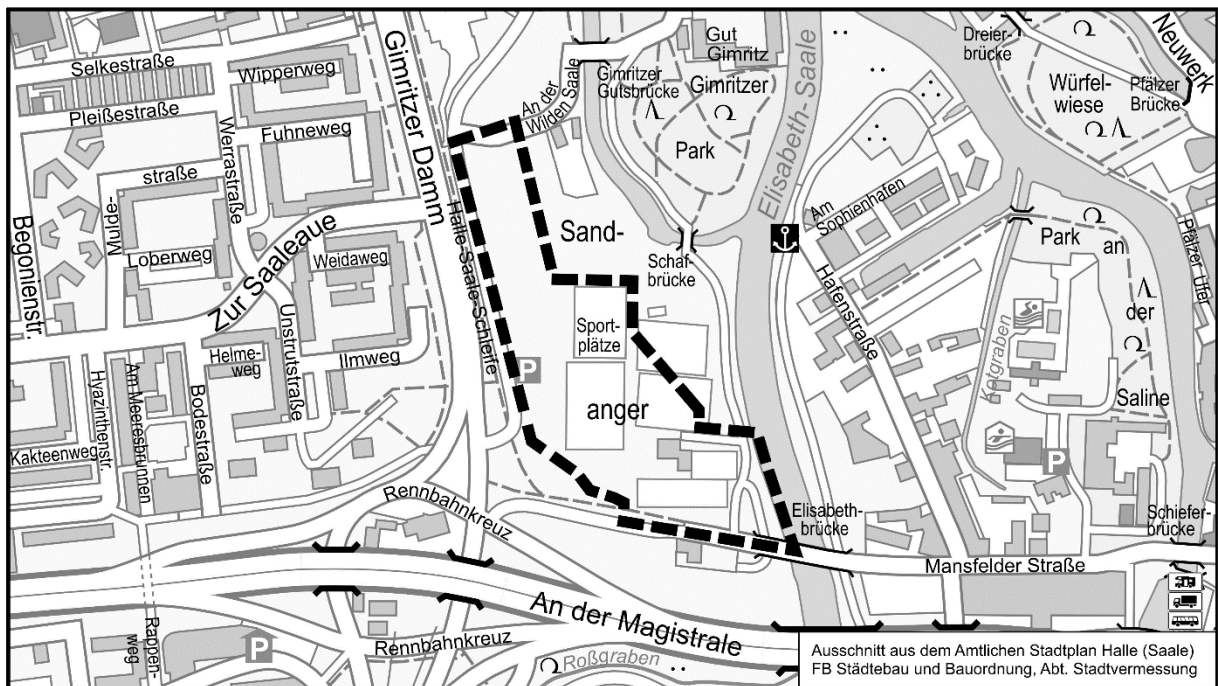 Selkestraße
Wipperweg
Pleißestraße
Fuhneweg
Werrastraße
straße
Mulde-
Loberweg
Begonienstr.
Zur Saaleaue
Weidaweg
Unstrutstraße
Helme-
weg
Ilmweg
Hyazinthenstr.
Am Meeresbrunnen
Bodestraße
Kakteenweg
Gimritzer Damm
Halle-Saale-Schleife
An der
Wilden Saale
Gimritzer
Gutsbrücke
Gut
Gimritz
Gimritzer
Park
Elisabeth-Saale
Sand-
anger
Schaf-
brücke
Sport-
plätze
P
Am
Sophienhafen
Hafenstraße
Dreier-
brücke
Würfel-
wiese
Pfälzer
Brücke
Neuwerk
Pfälzer Ufer
Park
an
der
Saline
Kotgraben
P
Schiefer-
brücke
Elisabeth-
brücke
Mansfelder Straße
Rennbahnkreuz
An der Magistrale
Rennbahnkreuz
Rappen-
weg
P
Roßgraben
Ausschnitt aus dem Amtlichen Stadtplan Halle (Saale)
FB Städtebau und Bauordnung, Abt. Stadtvermessung